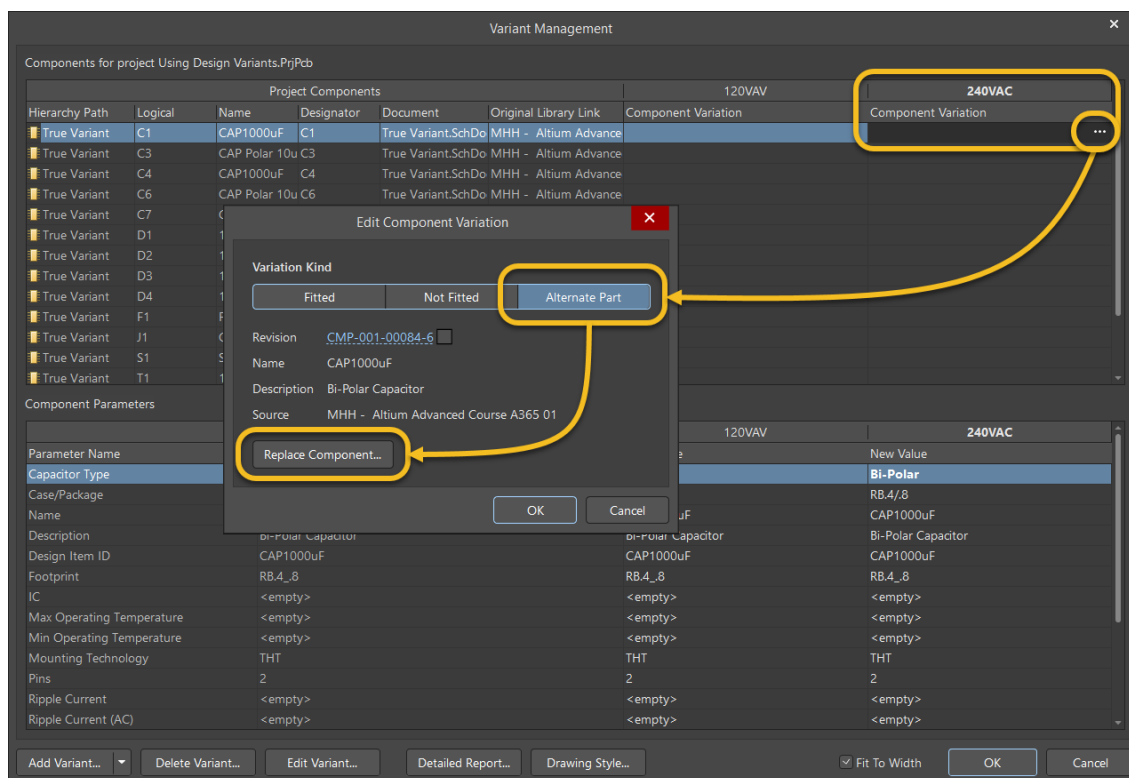 Variant Management
Components for project Using Design Variants.PrjPcb
Project Components 120VAV 240VAC
Hierarchy Path Logical Name Designator Document Original Library Link Component Variation Component Variation
True Variant C1 CAP1000uF C1 True Variant.SchDo MHH - Altium Advance ...
True Variant C3 CAP Polar 10u C3 True Variant.SchDo MHH - Altium Advance
True Variant C4 CAP1000uF C4 True Variant.SchDo MHH - Altium Advance
True Variant C6 CAP Polar 10u C6 True Variant.SchDo MHH - Altium Advance
True Variant C7
True Variant D1
True Variant D2
True Variant D3
True Variant D4
True Variant F1
True Variant J1
True Variant S1
True Variant T1
Edit Component Variation
Variation Kind
Fitted Not Fitted Alternate Part
Revision CMP-001-00084-6
Name CAP1000uF
Description Bi-Polar Capacitor
Source MHH - Altium Advanced Course A365 01
Replace Component...
OK Cancel
Component Parameters
120VAV 240VAC
Parameter Name New Value
Capacitor Type Bi-Polar
Case/Package RB.4/.8
Name CAP1000uF
Description Bi-Polar Capacitor Bi-Polar Capacitor Bi-Polar Capacitor
Design Item ID CAP1000uF CAP1000uF CAP1000uF
Footprint RB.4_.8 RB.4_.8 RB.4_.8
IC <empty> <empty> <empty>
Max Operating Temperature <empty> <empty> <empty>
Min Operating Temperature <empty> <empty> <empty>
Mounting Technology THT THT THT
Pins 2 2 2
Ripple Current <empty> <empty> <empty>
Ripple Current (AC) <empty> <empty> <empty>
Add Variant... Delete Variant... Edit Variant... Detailed Report... Drawing Style... Fit To Width OK Cancel